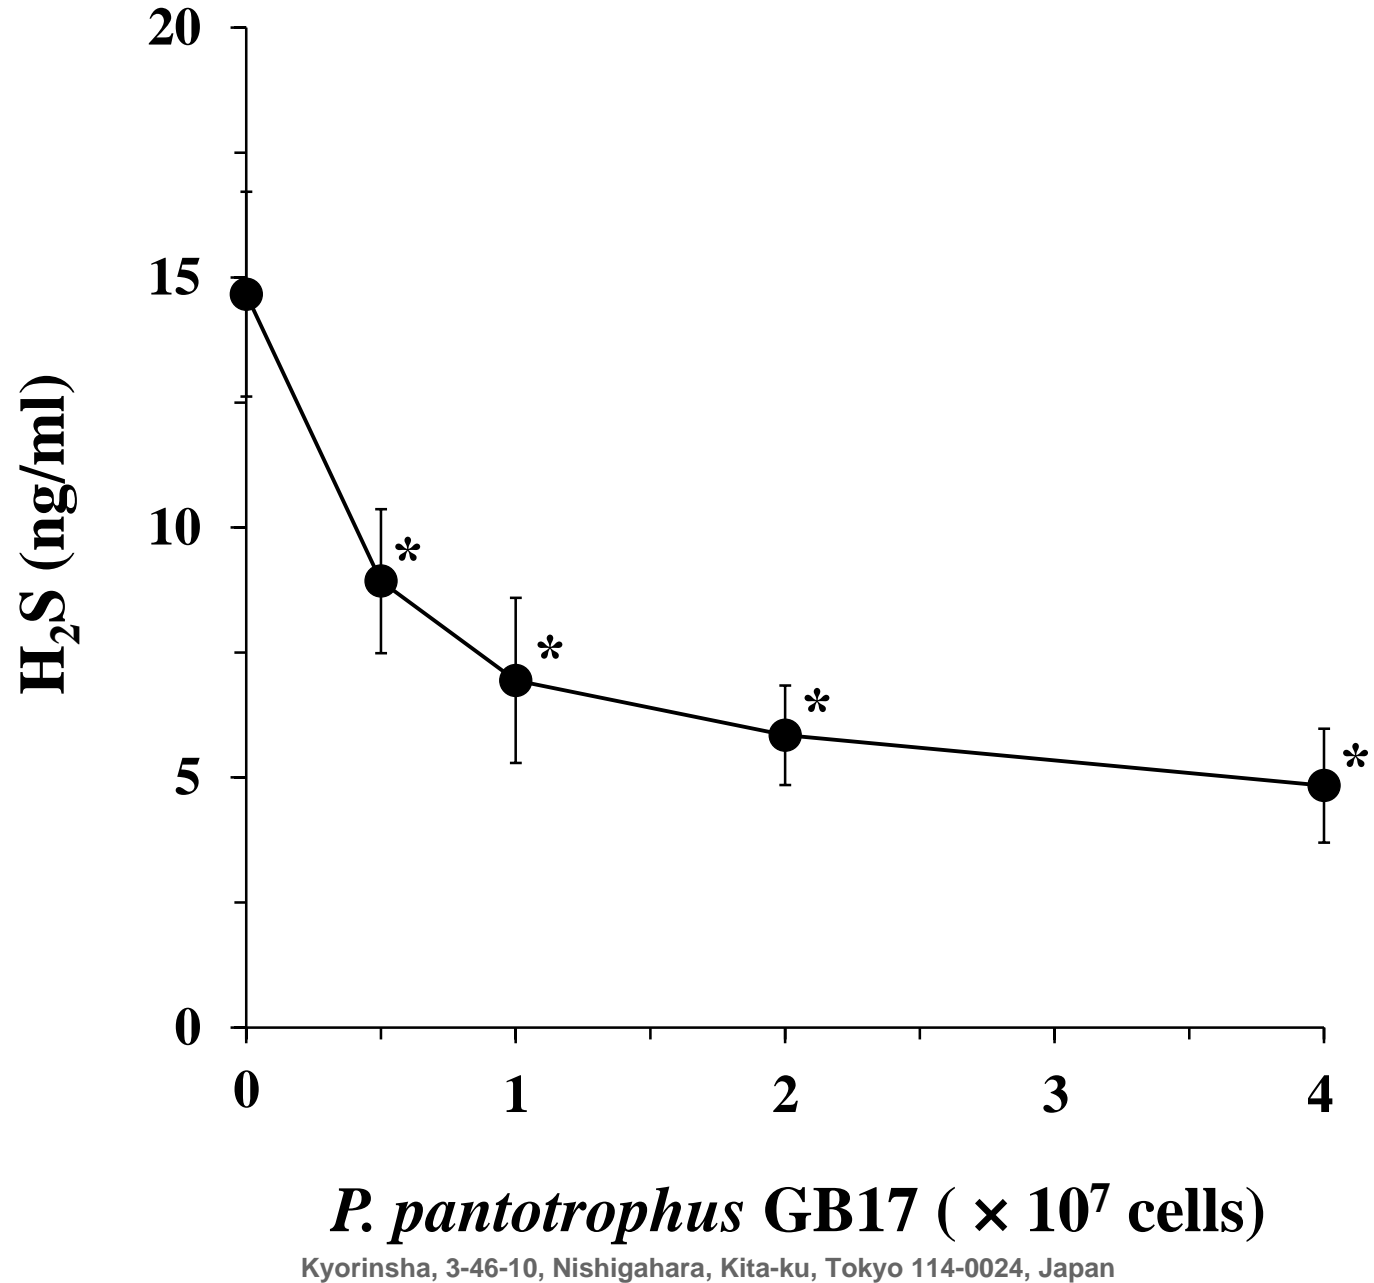 20
15
10
5
0
H₂S (ng/ml)
*
*
*
*
0 1 2 3 4
P. pantotrophus GB17 ( × 10⁷ cells)
Kyorinsha, 3-46-10, Nishigahara, Kita-ku, Tokyo 114-0024, Japan